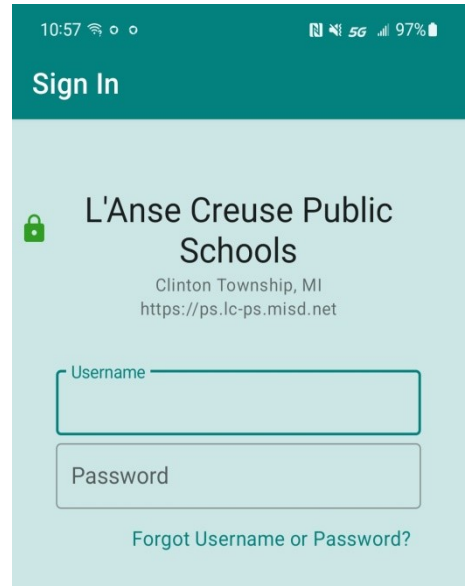 10:57 5G 97%
Sign In
L'Anse Creuse Public
Schools
Clinton Township, MI
https://ps.lc-ps.misd.net
Username
Password
Forgot Username or Password?